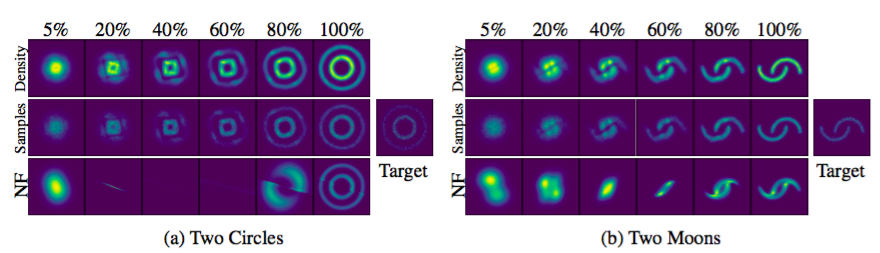 5% 20% 40% 60% 80% 100%
Density
Samples
NF
Target
(a) Two Circles
5% 20% 40% 60% 80% 100%
Density
Samples
NF
Target
(b) Two Moons